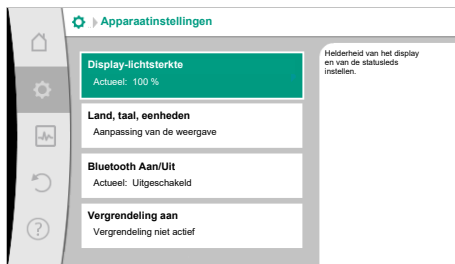 Apparaatinstellingen
Display-lichtsterkte
Actueel: 100 %
Land, taal, eenheden
Aanpassing van de weergave
Bluetooth Aan/Uit
Actueel: Uitgeschakeld
Vergrendeling aan
Vergrendeling niet actief
Helderheid van het display
en van de statusleds
instellen.
?